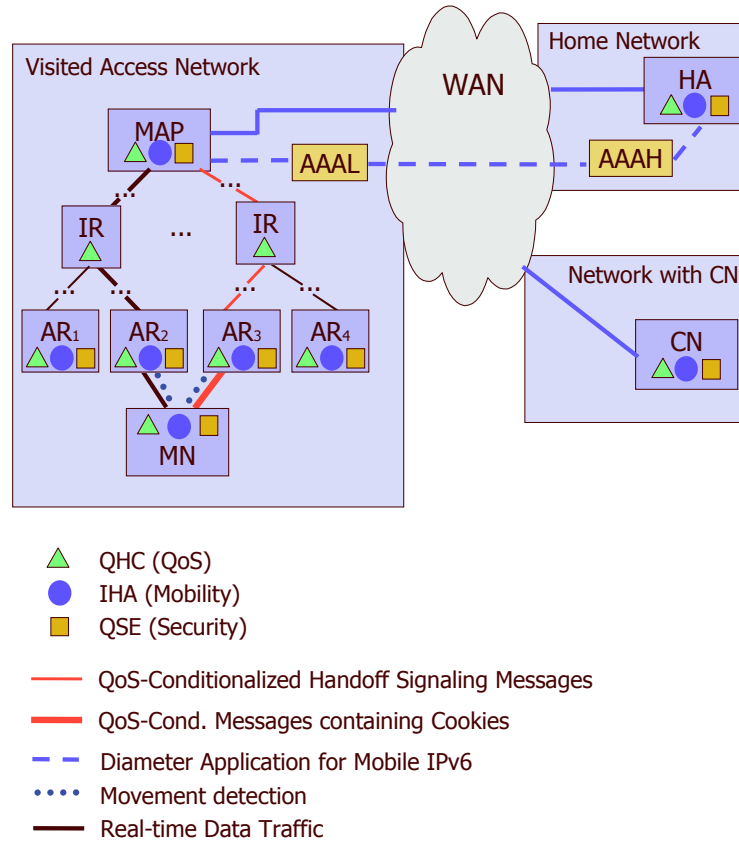 Visited Access Network
Home Network
WAN
HA
MAP
AAAL
AAAH
...
...
IR
...
IR
...
...
...
...
Network with CN
AR1
AR2
AR3
AR4
CN
MN
QHC (QoS)
IHA (Mobility)
QSE (Security)
QoS-Conditionalized Handoff Signaling Messages
QoS-Cond. Messages containing Cookies
Diameter Application for Mobile IPv6
Movement detection
Real-time Data Traffic